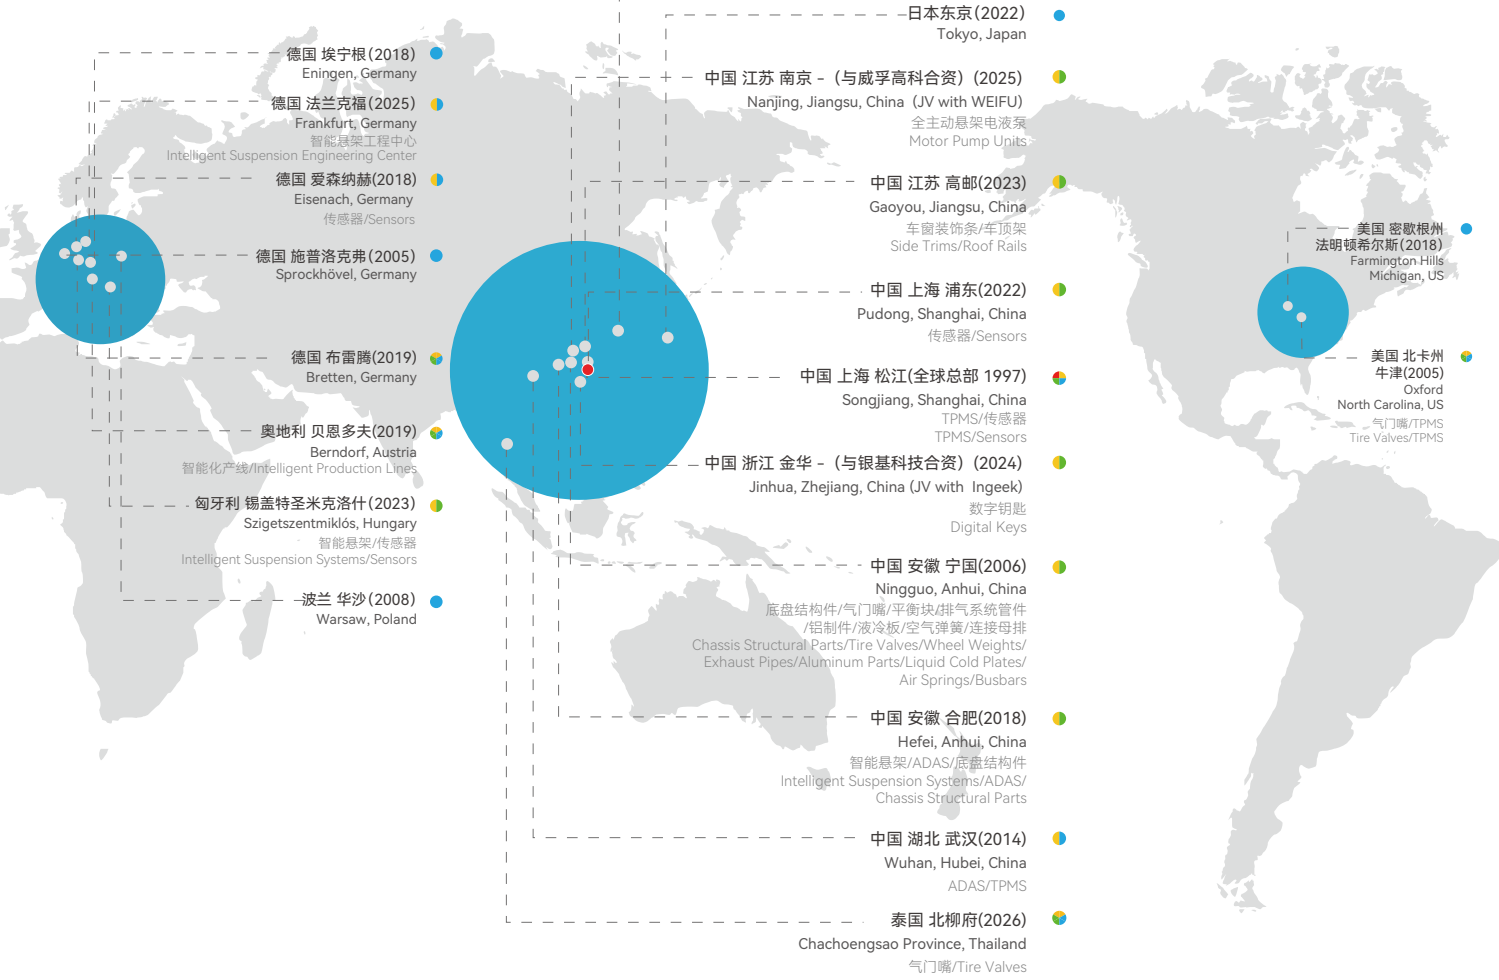 德国 埃宁根(2018)
Eningen, Germany
德国 法兰克福(2025)
Frankfurt, Germany
智能悬架工程中心
Intelligent Suspension Engineering Center
德国 爱森纳赫(2018)
Eisenach, Germany
传感器/Sensors
德国 施普洛克弗(2005)
Sprockhövel, Germany
德国 布雷腾(2019)
Bretten, Germany
奥地利 贝恩多夫(2019)
Berndorf, Austria
智能化产线/Intelligent Production Lines
匈牙利 锡盖特圣米克洛什(2023)
Szigetszentmiklós, Hungary
智能悬架/传感器
Intelligent Suspension Systems/Sensors
波兰 华沙(2008)
Warsaw, Poland
日本东京(2022)
Tokyo, Japan
中国 江苏 南京 -（与威孚高科合资）(2025)
Nanjing, Jiangsu, China (JV with WEIFU)
全主动悬架电液泵
Motor Pump Units
中国 江苏 高邮(2023)
Gaoyou, Jiangsu, China
车窗装饰条/车顶架
Side Trims/Roof Rails
中国 上海 浦东(2022)
Pudong, Shanghai, China
传感器/Sensors
中国 上海 松江(全球总部 1997)
Songjiang, Shanghai, China
TPMS/传感器
TPMS/Sensors
中国 浙江 金华 -（与银基科技合资）(2024)
Jinhua, Zhejiang, China (JV with Ingeek)
数字钥匙
Digital Keys
中国 安徽 宁国(2006)
Ningguo, Anhui, China
底盘结构件/气门嘴/平衡块/排气系统管件
/铝制件/液冷板/空气弹簧/连接母排
Chassis Structural Parts/Tire Valves/Wheel Weights/
Exhaust Pipes/Aluminum Parts/Liquid Cold Plates/
Air Springs/Busbars
中国 安徽 合肥(2018)
Hefei, Anhui, China
智能悬架/ADAS/底盘结构件
Intelligent Suspension Systems/ADAS/
Chassis Structural Parts
中国 湖北 武汉(2014)
Wuhan, Hubei, China
ADAS/TPMS
泰国 北柳府(2026)
Chachoengsao Province, Thailand
气门嘴/Tire Valves
美国 密歇根州
法明顿希尔斯(2018)
Farmington Hills
Michigan, US
美国 北卡州
牛津(2005)
Oxford
North Carolina, US
气门嘴/TPMS
Tire Valves/TPMS